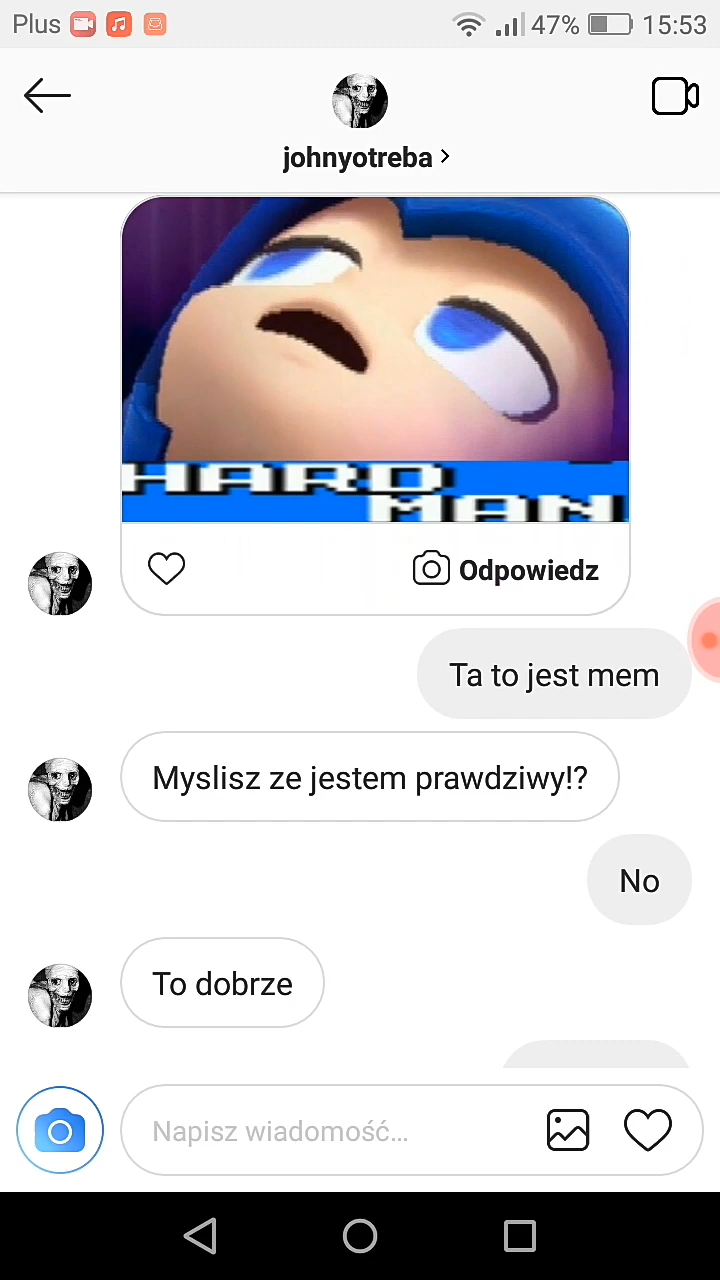 Plus 47% 15:53
johnyotreba
HARD
MAN
Odpowiedz
Ta to jest mem
Myslisz ze jestem prawdziwy!?
No
To dobrze
Napisz wiadomość...